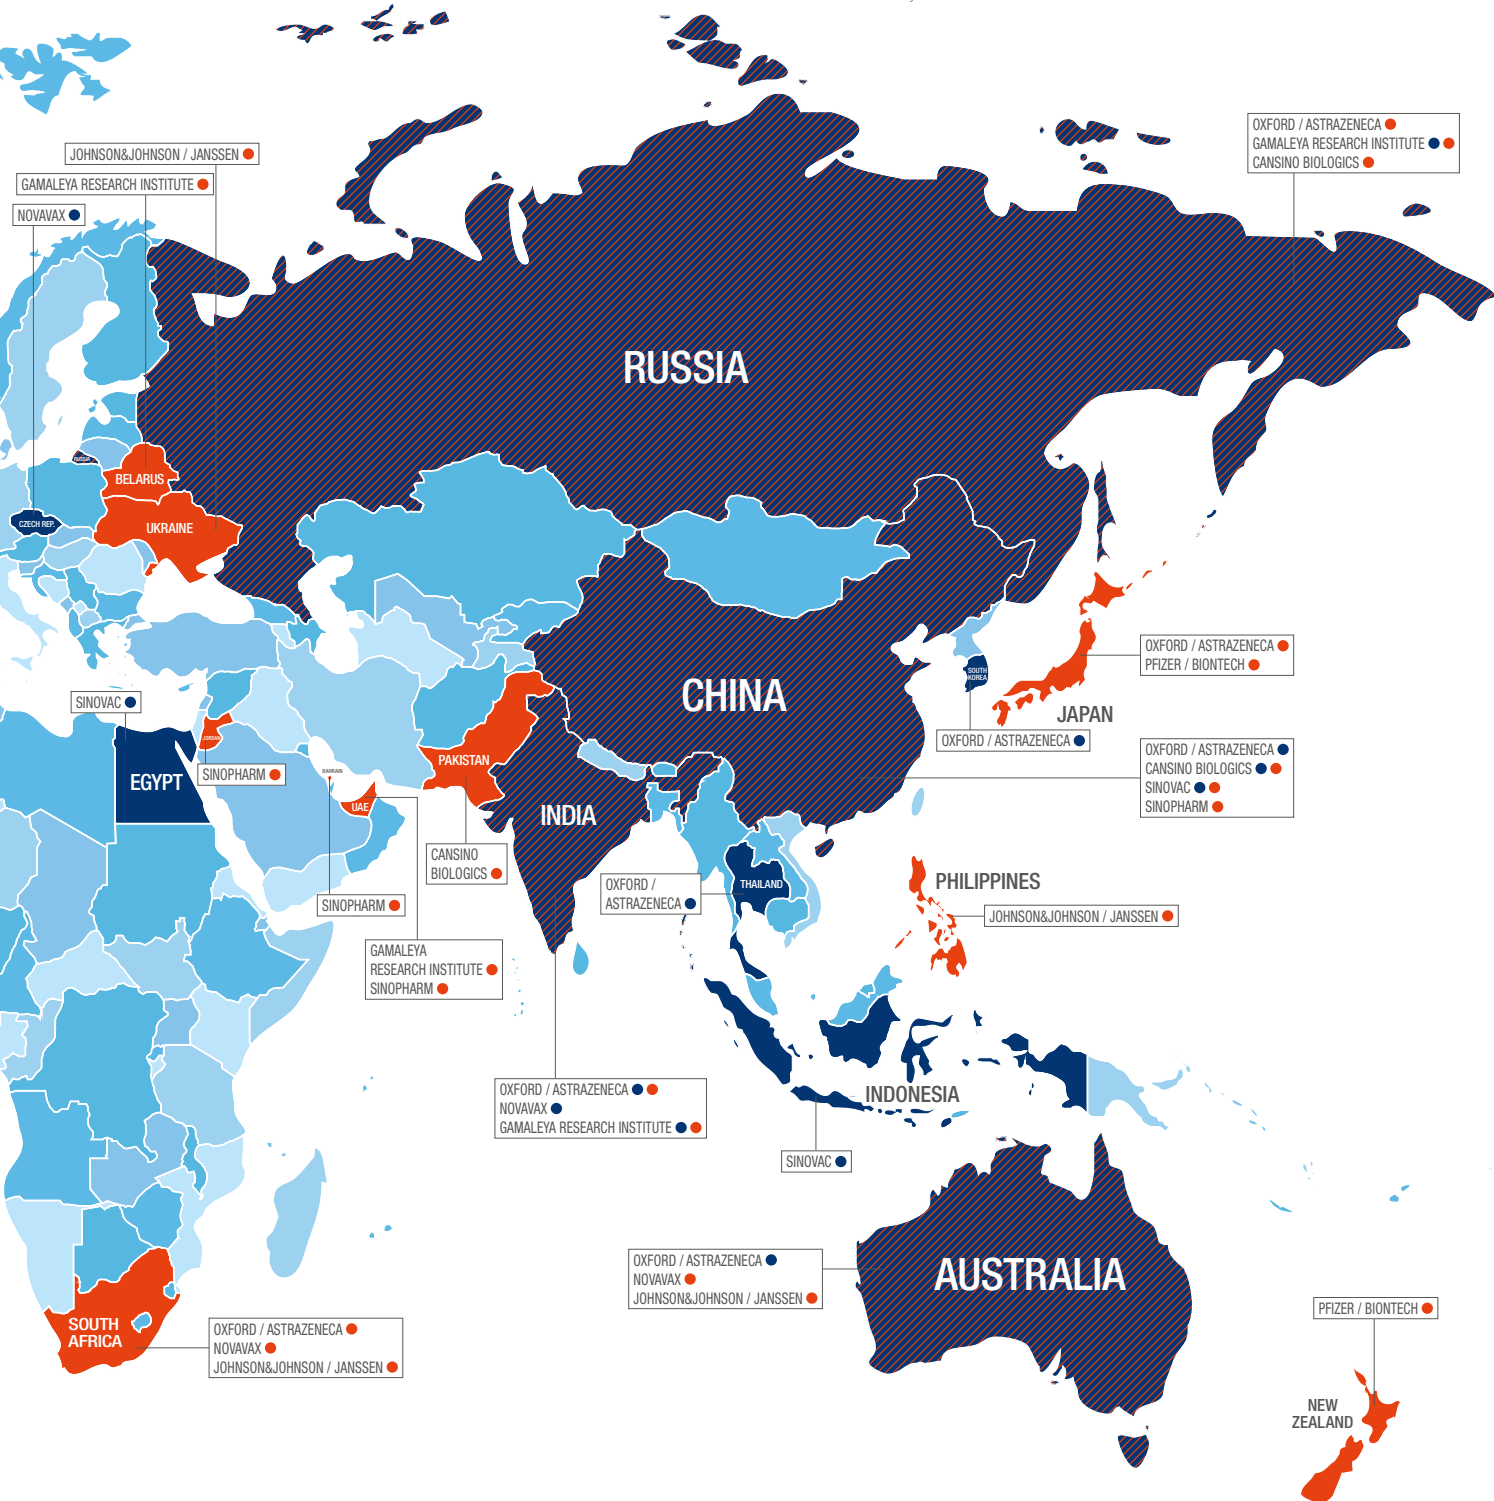 OXFORD / ASTRAZENECA
GAMALEYA RESEARCH INSTITUTE
CANSINO BIOLOGICS
JOHNSON&JOHNSON / JANSSEN
GAMALEYA RESEARCH INSTITUTE
NOVAVAX
RUSSIA
RUSSIA
BELARUS
CZECH REP.
UKRAINE
OXFORD / ASTRAZENECA
PFIZER / BIONTECH
SOUTH
KOREA
CHINA
JAPAN
SINOVAC
OXFORD / ASTRAZENECA
JORDAN
OXFORD / ASTRAZENECA
CANSINO BIOLOGICS
SINOVAC
SINOPHARM
PAKISTAN
SINOPHARM
BAHRAIN
EGYPT
UAE
INDIA
CANSINO
BIOLOGICS
OXFORD /
ASTRAZENECA
THAILAND
PHILIPPINES
SINOPHARM
JOHNSON&JOHNSON / JANSSEN
GAMALEYA
RESEARCH INSTITUTE
SINOPHARM
OXFORD / ASTRAZENECA
NOVAVAX
GAMALEYA RESEARCH INSTITUTE
INDONESIA
SINOVAC
OXFORD / ASTRAZENECA
NOVAVAX
JOHNSON&JOHNSON / JANSSEN
AUSTRALIA
PFIZER / BIONTECH
SOUTH
AFRICA
OXFORD / ASTRAZENECA
NOVAVAX
JOHNSON&JOHNSON / JANSSEN
NEW
ZEALAND